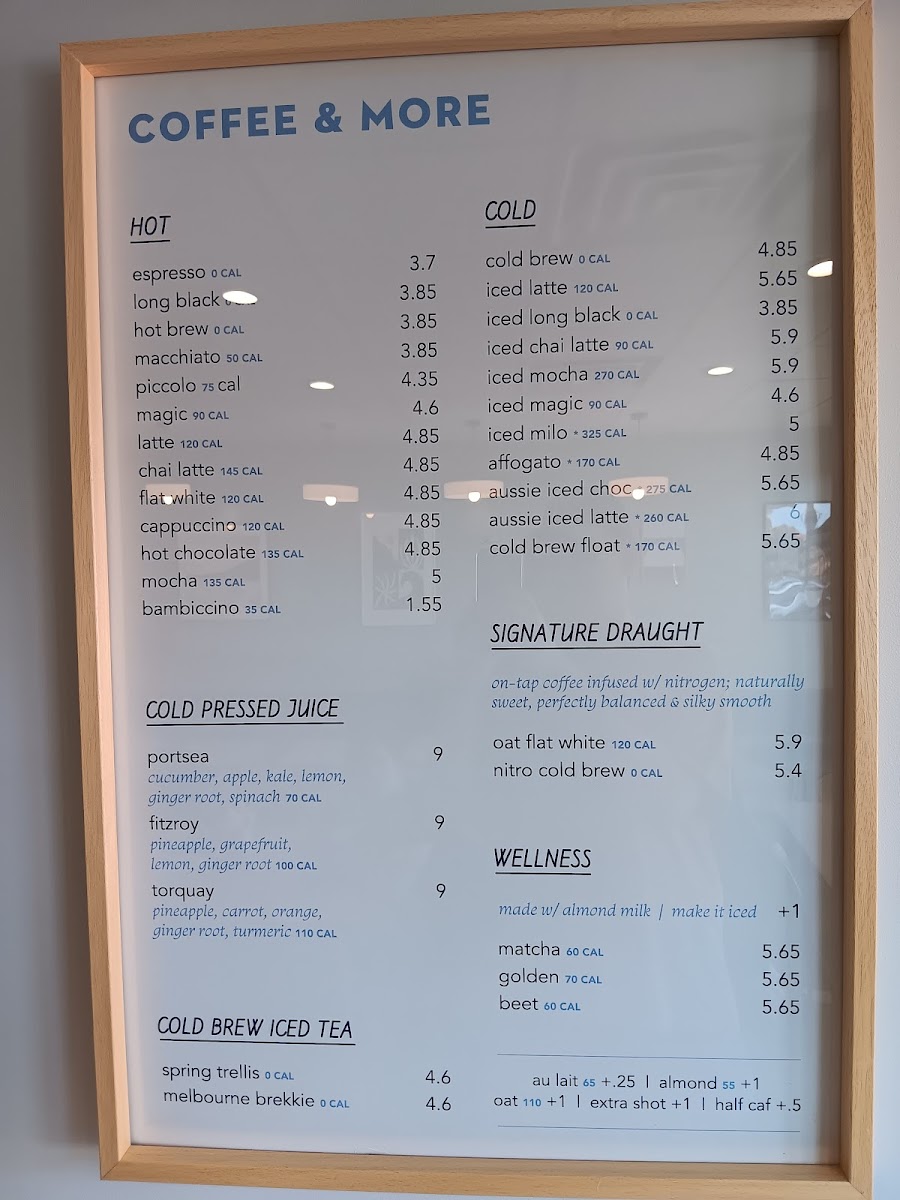 COFFEE & MORE
HOT
espresso 0 CAL 3.7
long black 3.85
hot brew 0 CAL 3.85
macchiato 50 CAL 3.85
piccolo 75 cal 4.35
magic 90 CAL 4.6
latte 120 CAL 4.85
chai latte 145 CAL 4.85
flat white 120 CAL 4.85
cappuccino 120 CAL 4.85
hot chocolate 135 CAL 4.85
mocha 135 CAL 5
bambiccino 35 CAL 1.55
COLD PRESSED JUICE
portsea 9
cucumber, apple, kale, lemon,
ginger root, spinach 70 CAL
fitzroy 9
pineapple, grapefruit,
lemon, ginger root 100 CAL
torquay 9
pineapple, carrot, orange,
ginger root, turmeric 110 CAL
COLD BREW ICED TEA
spring trellis 0 CAL 4.6
melbourne brekkie 0 CAL 4.6
COLD
cold brew 0 CAL 4.85
iced latte 120 CAL 5.65
iced long black 0 CAL 3.85
iced chai latte 90 CAL 5.9
iced mocha 270 CAL 5.9
iced magic 90 CAL 4.6
iced milo * 325 CAL 5
affogato * 170 CAL 4.85
aussie iced choc * 275 CAL 5.65
aussie iced latte * 260 CAL 6
cold brew float * 170 CAL 5.65
SIGNATURE DRAUGHT
on-tap coffee infused w/ nitrogen; naturally
sweet, perfectly balanced & silky smooth
oat flat white 120 CAL 5.9
nitro cold brew 0 CAL 5.4
WELLNESS
made w/ almond milk | make it iced +1
matcha 60 CAL 5.65
golden 70 CAL 5.65
beet 60 CAL 5.65
au lait 65 +.25 | almond 55 +1
oat 110 +1 | extra shot +1 | half caf +.5